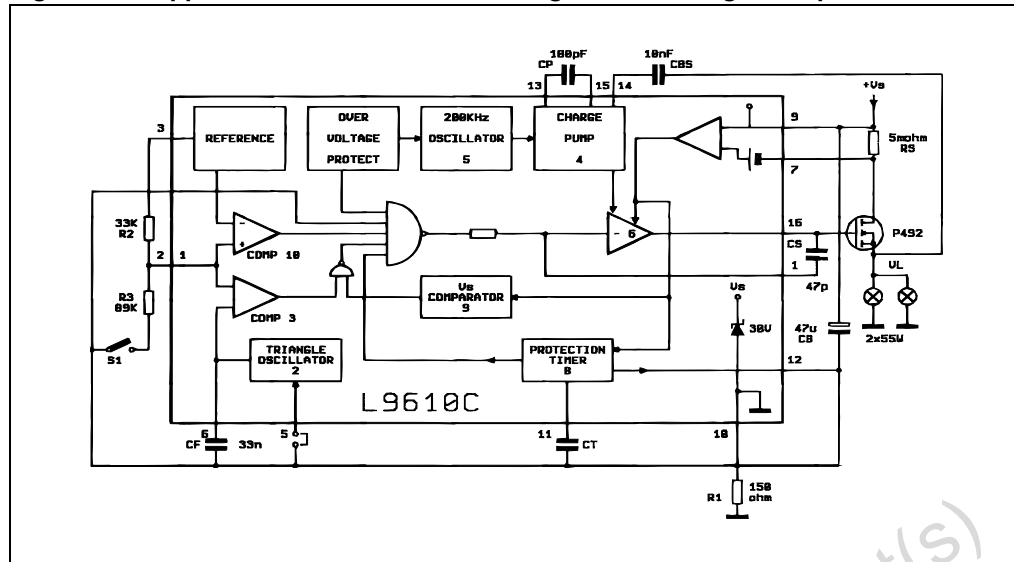 100pF
10nF
CP
CBS
13
15
14
+Vs
3
REFERENCE
OVER
VOLTAGE
PROTECT
200KHz
OSCILLATOR
5
CHARGE
PUMP
4
9
5mohm
RS
7
33K
R2
-
+
COMP 10
-
6
16
P492
CS
2
1
R3
89K
COMP 3
Vs
COMPARATOR
9
1
47p
Vs
VL
S1
TRIANGLE
OSCILLATOR
2
PROTECTION
TIMER
8
30V
47u
CB
2x55W
12
L9610C
6
CF
33n
5
11
CT
10
R1
150
ohm
t(s)